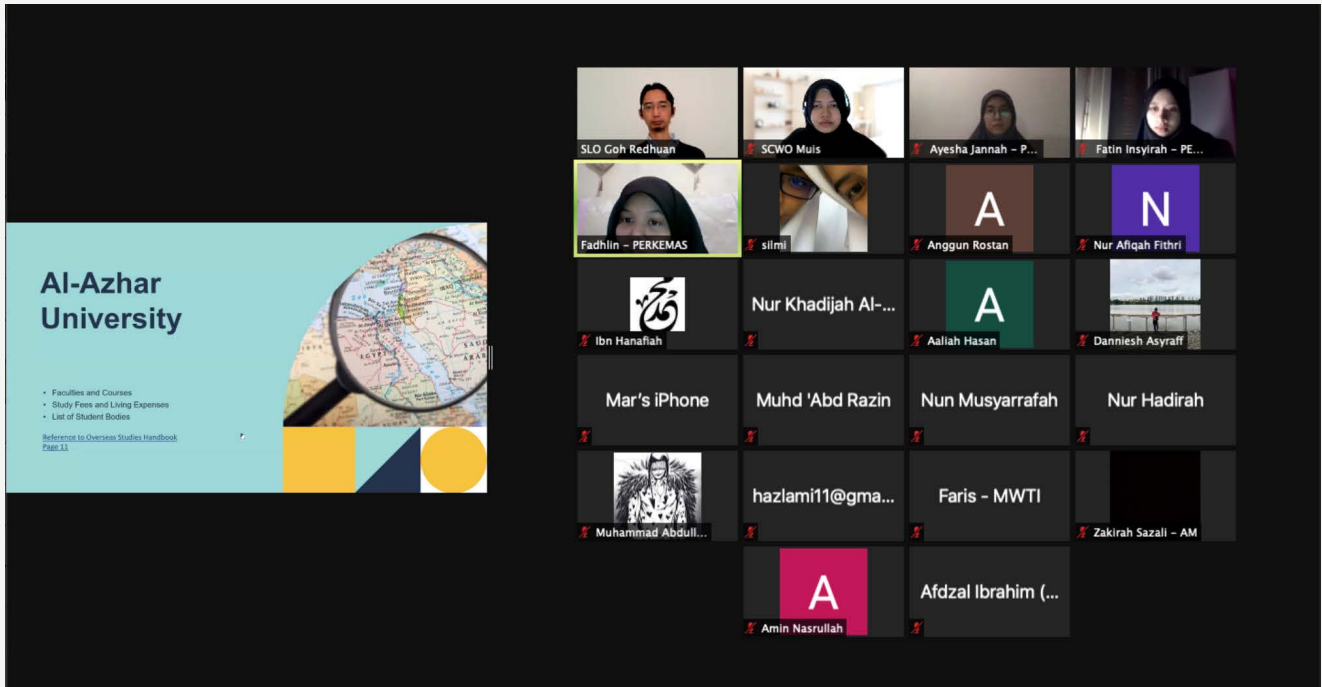 Al-Azhar
University
• Faculties and Courses
• Study Fees and Living Expenses
• List of Student Bodies
Reference to Overseas Studies Handbook
Page 11
EGYPT
SLO Goh Redhuan
SCWO Muis
Ayesha Jannah - P...
Fatin Insyirah - PE...
Fadhlin - PERKEMAS
silmi
A
Anggun Rostan
N
Nur Afiqah Fithri
Ibn Hanafiah
Nur Khadijah Al-...
A
Aaliah Hasan
Danniesh Asyraff
Mar's iPhone
Muhd 'Abd Razin
Nun Musyarrafah
Nur Hadirah
Muhammad Abdull...
hazlami11@gma...
Faris - MWTI
Zakirah Sazali - AM
A
Amin Nasrullah
Afdzal Ibrahim (...